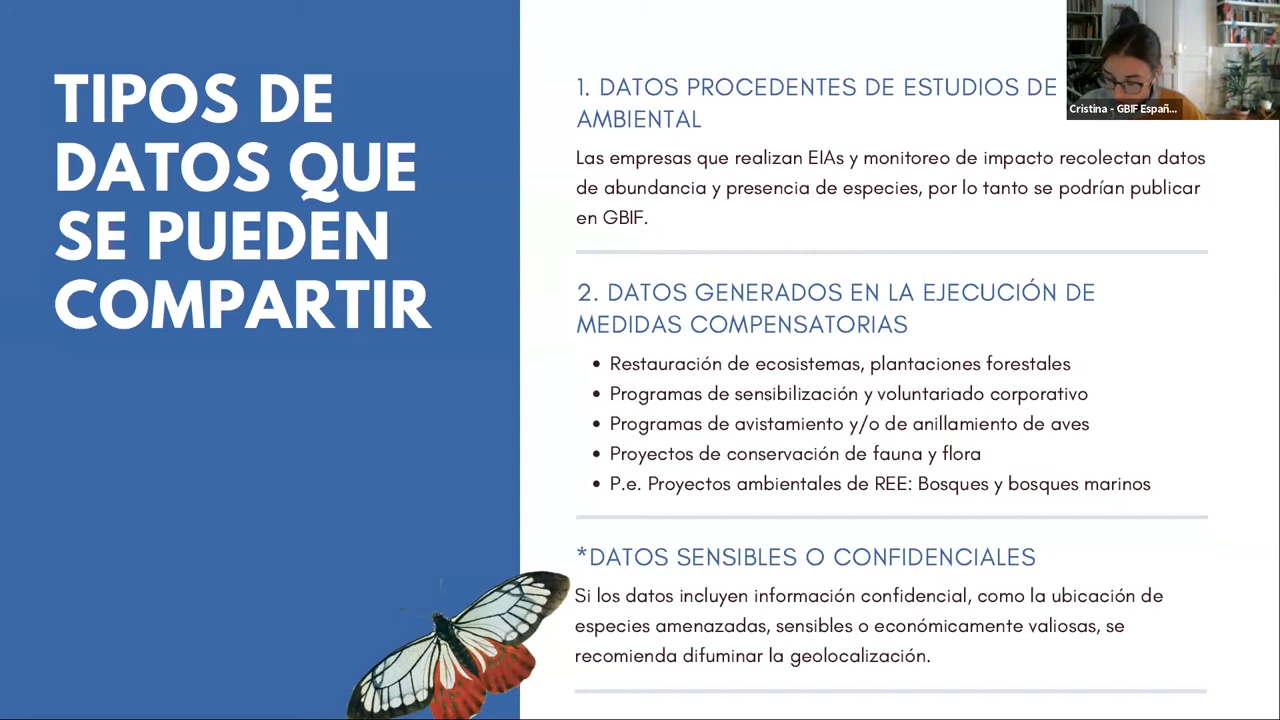 TIPOS DE
DATOS QUE
SE PUEDEN
COMPARTIR
1. DATOS PROCEDENTES DE ESTUDIOS DE
AMBIENTAL
Las empresas que realizan EIAs y monitoreo de impacto recolectan datos
de abundancia y presencia de especies, por lo tanto se podrían publicar
en GBIF.
2. DATOS GENERADOS EN LA EJECUCIÓN DE
MEDIDAS COMPENSATORIAS
• Restauración de ecosistemas, plantaciones forestales
• Programas de sensibilización y voluntariado corporativo
• Programas de avistamiento y/o de anillamiento de aves
• Proyectos de conservación de fauna y flora
• P.e. Proyectos ambientales de REE: Bosques y bosques marinos
*DATOS SENSIBLES O CONFIDENCIALES
Si los datos incluyen información confidencial, como la ubicación de
especies amenazadas, sensibles o económicamente valiosas, se
recomienda difuminar la geolocalización.
Cristina - GBIF Españ...